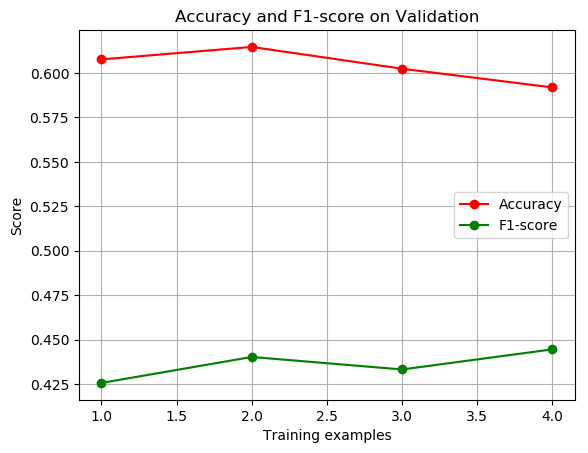 Accuracy and F1-score on Validation
Score
0.600
0.575
0.550
0.525
0.500
0.475
0.450
0.425
Accuracy
F1-score
1.0 1.5 2.0 2.5 3.0 3.5 4.0
Training examples